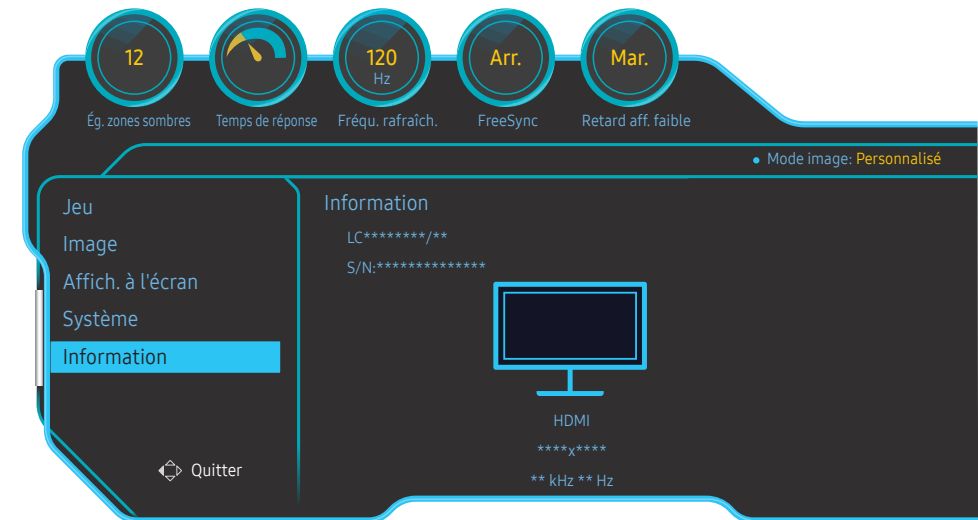 12
120
Hz
Arr.
Mar.
Ég. zones sombres
Temps de réponse
Fréqu. rafraîch.
FreeSync
Retard aff. faible
• Mode image: Personnalisé
Jeu
Image
Affich. à l'écran
Système
Information
Quitter
Information
LC********/**
S/N:**************
HDMI
****x****
** kHz ** Hz